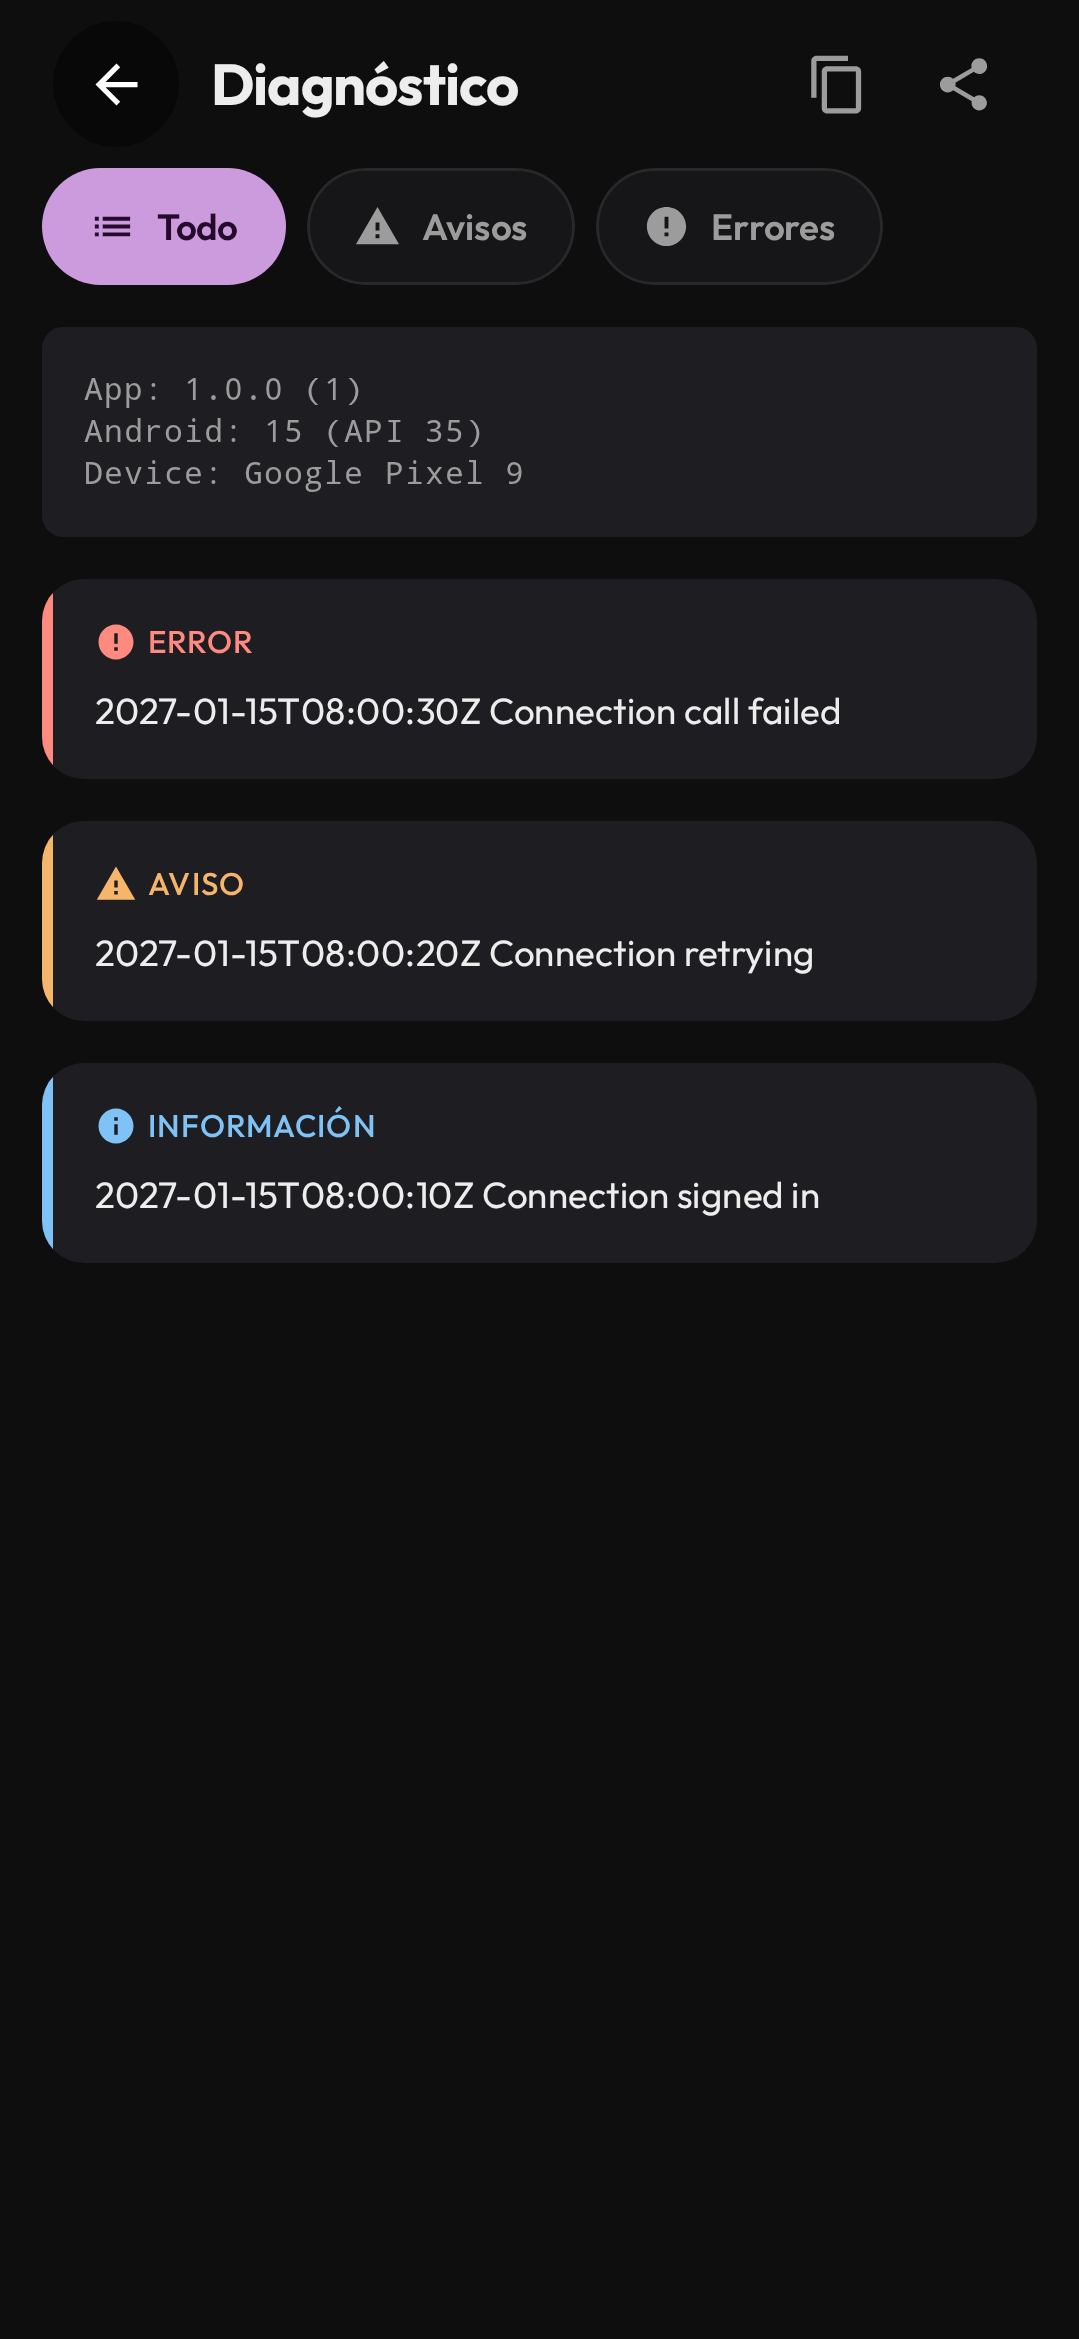 Diagnóstico
Todo
Avisos
Errores
App: 1.0.0 (1)
Android: 15 (API 35)
Device: Google Pixel 9
ERROR
2027-01-15T08:00:30Z Connection call failed
AVISO
2027-01-15T08:00:20Z Connection retrying
INFORMACIÓN
2027-01-15T08:00:10Z Connection signed in